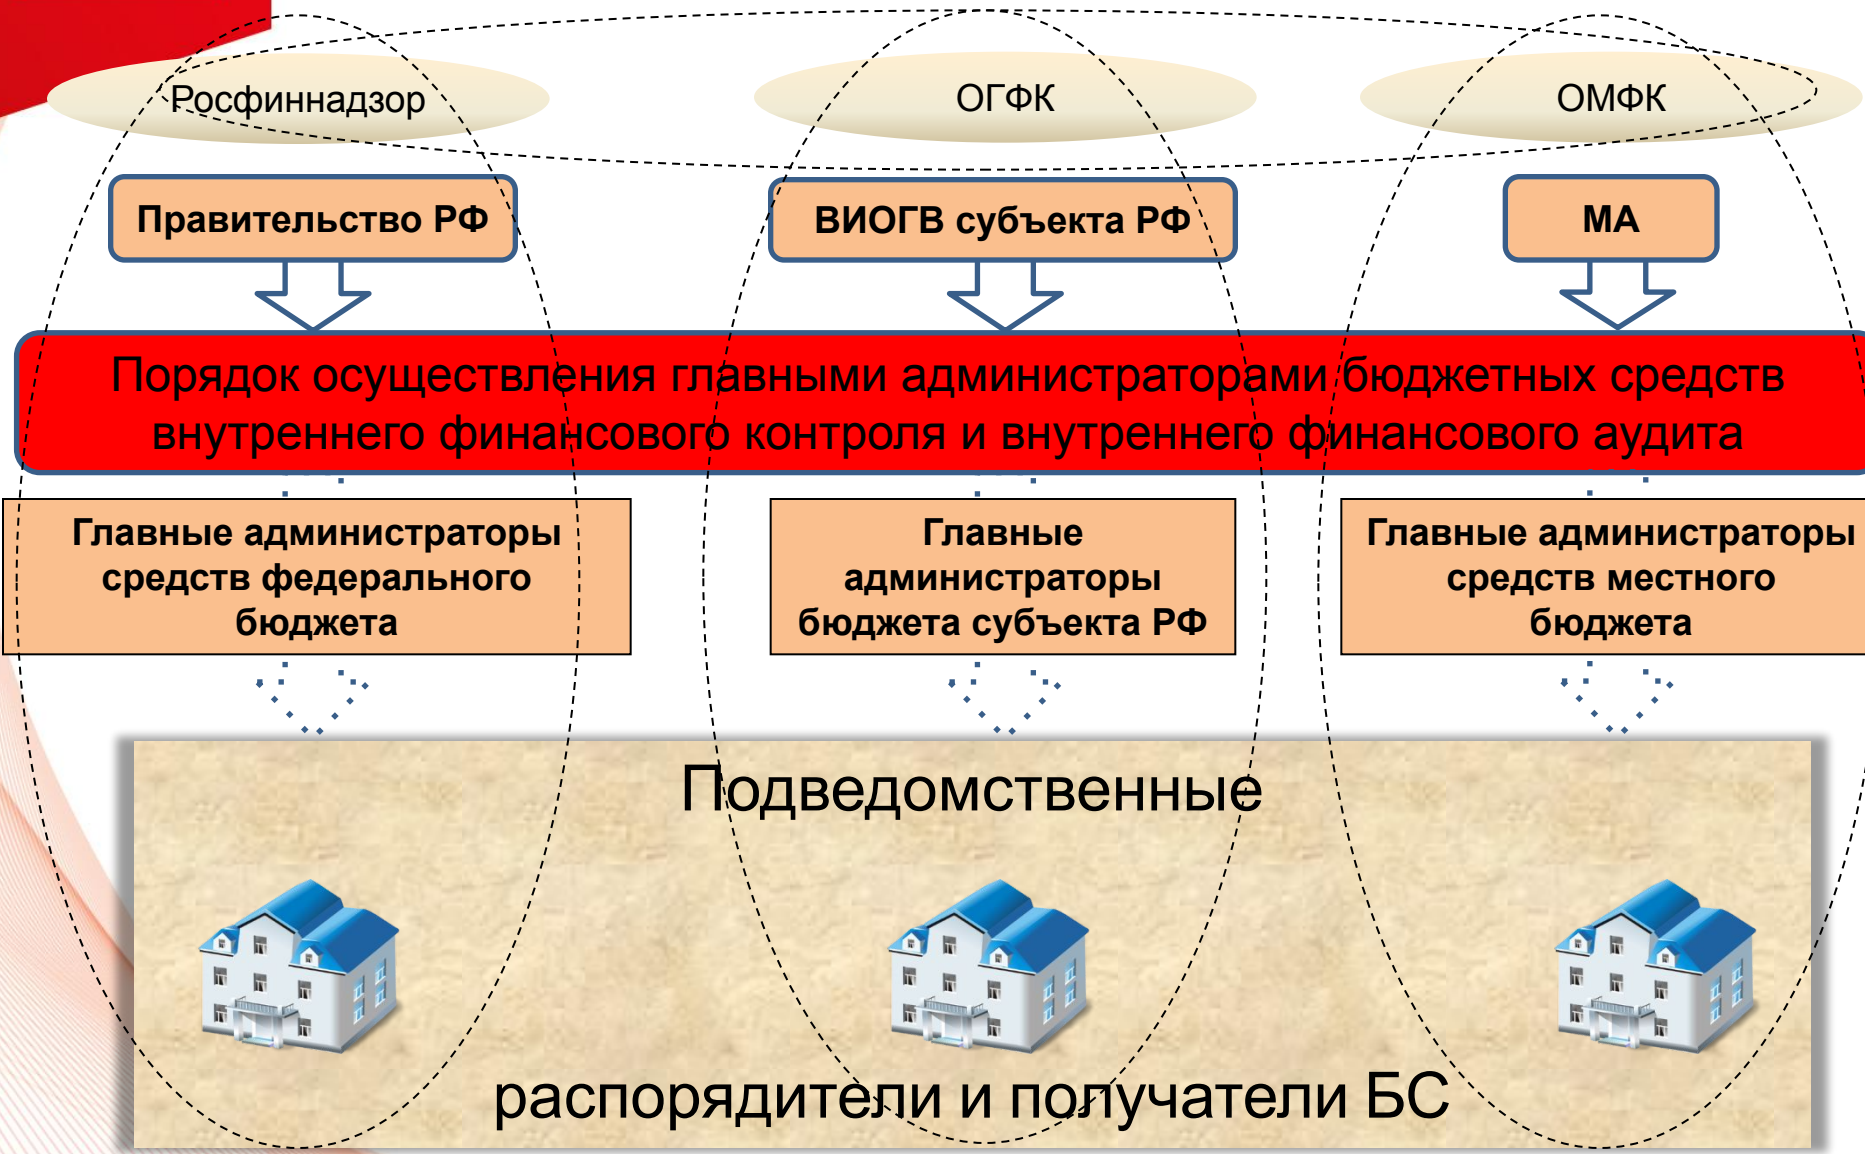 Росфиннадзор
ОГФК
ОМФК
Правительство РФ
ВИОГВ субъекта РФ
МА
Порядок осуществления главными администраторами бюджетных средств
внутреннего финансового контроля и внутреннего финансового аудита
Главные администраторы
средств федерального
бюджета
Главные
администраторы
бюджета субъекта РФ
Главные администраторы
средств местного
бюджета
Подведомственные
распорядители и получатели БС